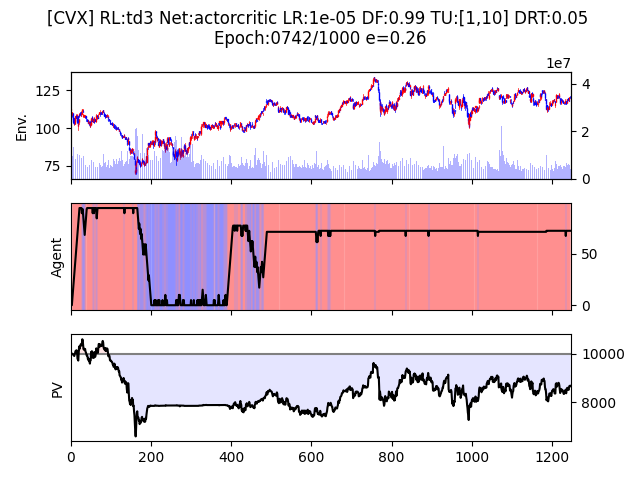 [CVX] RL:td3 Net:actorcritic LR:1e-05 DF:0.99 TU:[1,10] DRT:0.05
Epoch:0742/1000 e=0.26
1e7
125
100
75
Env.
4
2
0
Agent
50
0
PV
10000
8000
0
200
400
600
800
1000
1200